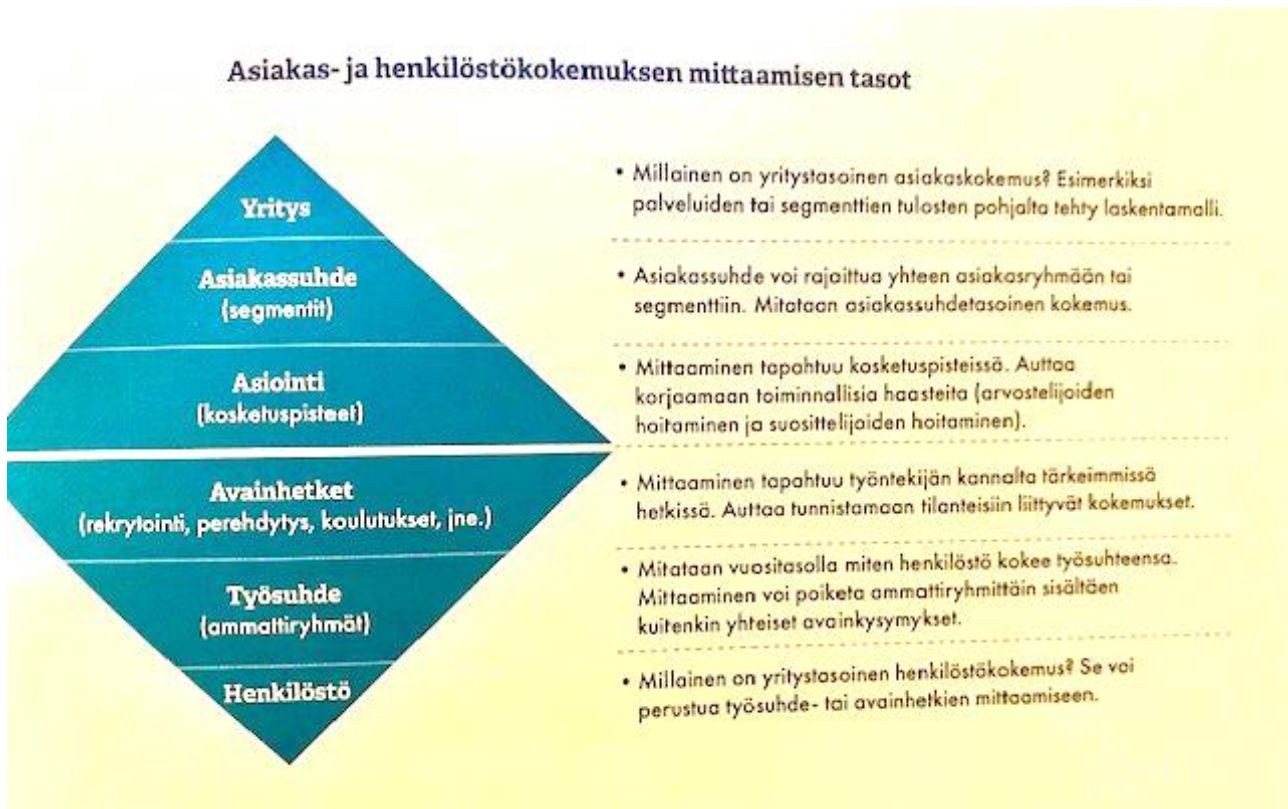 Asiakas- ja henkilöstökokemuksen mittaamisen tasot
Yritys
• Millainen on yritystasoinen asiakaskokemus? Esimerkiksi
palveluiden tai segmenttien tulosten pohjalta tehty laskentamalli.
Asiakassuhde
(segmentit)
• Asiakassuhde voi rajoittua yhteen asiakasryhmään tai
segmenttiin. Mitataan asiakassuhdetasoinen kokemus.
Asiointi
(kosketuspisteet)
• Mittaaminen tapahtuu kosketuspisteissä. Auttaa
korjaamaan toiminnallisia haasteita (arvostelijoiden
hoitaminen ja suosittelijoiden hoitaminen).
Avainhetket
(rekrytointi, perehdytys, koulutukset, jne.)
• Mittaaminen tapahtuu työntekijän kannalta tärkeimmissä
hetkissä. Auttaa tunnistamaan tilanteisiin liittyvät kokemukset.
Työsuhde
(ammattiryhmät)
• Mitataan vuositasolla miten henkilöstö kokee työsuhteensa.
Mittaaminen voi poiketa ammattiryhmittäin sisältäen
kuitenkin yhteiset avainkysymykset.
Henkilöstö
• Millainen on yritystasoinen henkilöstökokemus? Se voi
perustua työsuhde- tai avainhetkien mittaamiseen.